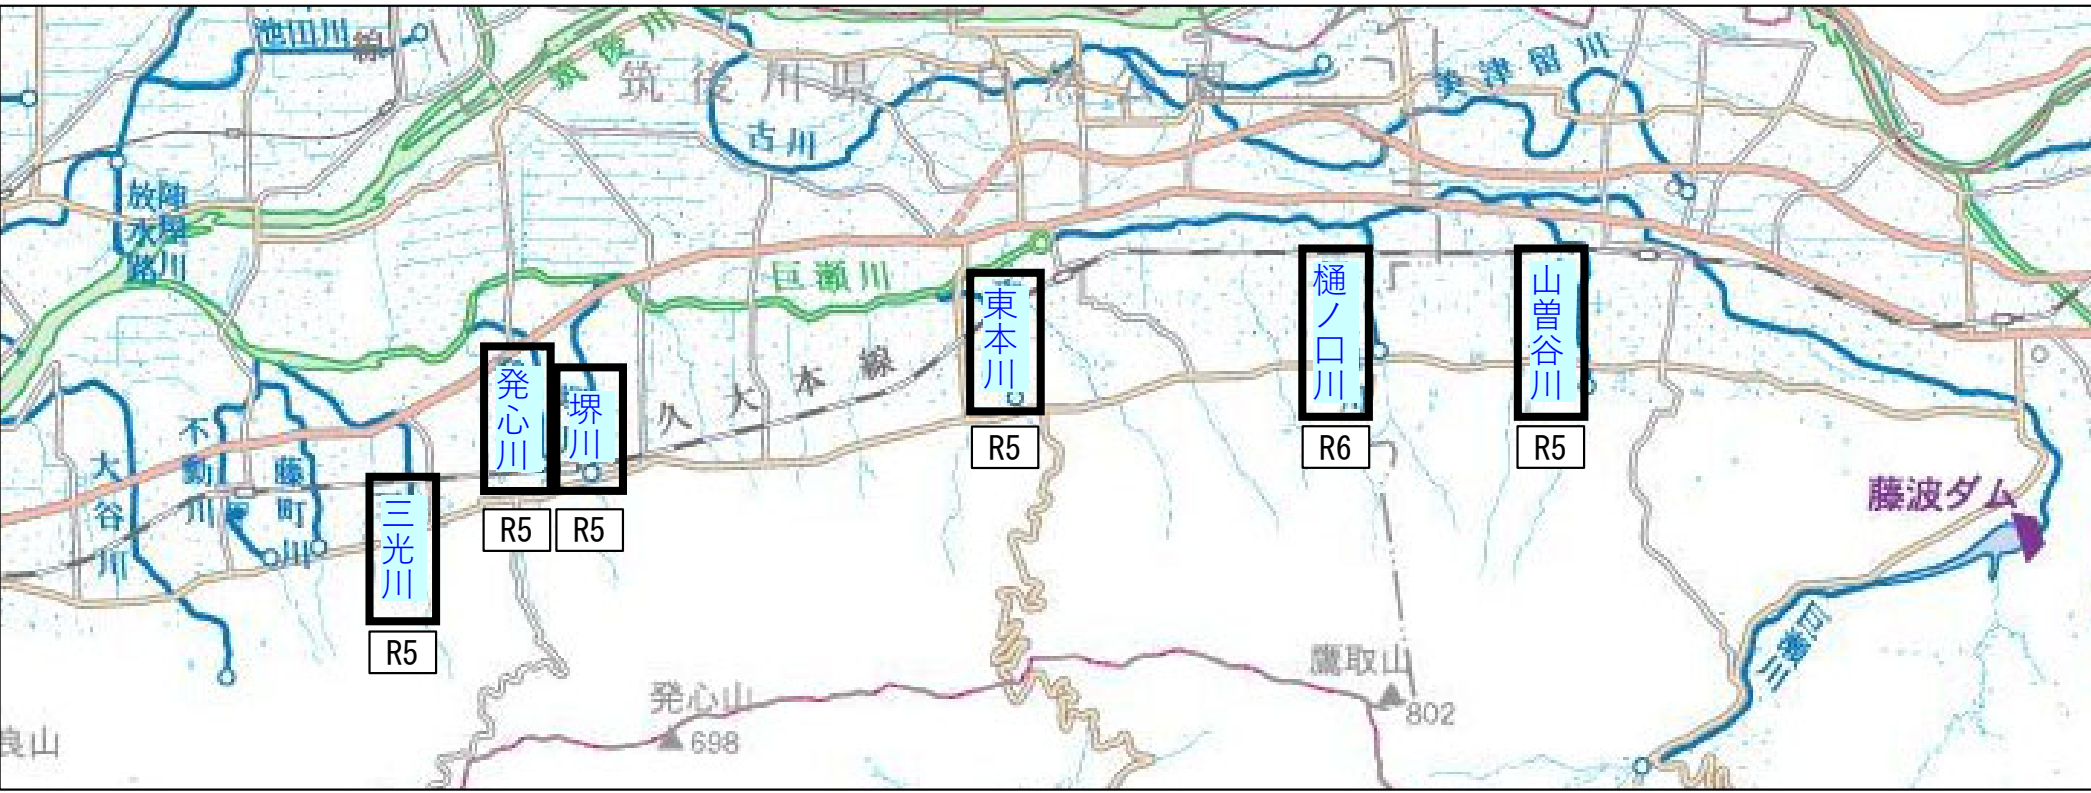 池田川
線
筑後川
筑後川県立自然公園
美津留川
古川
放水路
陣屋川
巨瀬川
東本川
R5
樋ノ口川
R6
山曽谷川
R5
発心川
R5
堺川
R5
久大本線
大谷川
不動川
藤町川
三光川
R5
藤波ダム
発心山
698
鷹取山
802
良山